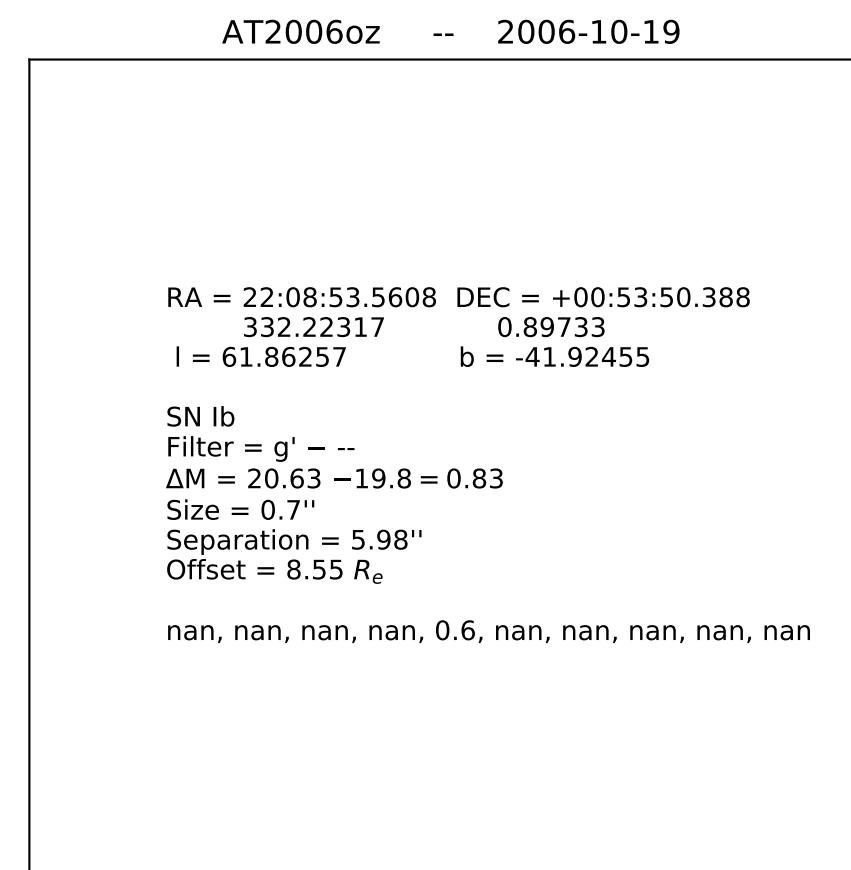 AT2006oz -- 2006-10-19
RA = 22:08:53.5608 DEC = +00:53:50.388
332.22317 0.89733
l = 61.86257 b = -41.92455
SN Ib
Filter = g' − --
ΔM = 20.63 −19.8 = 0.83
Size = 0.7''
Separation = 5.98''
Offset = 8.55 Rₑ
nan, nan, nan, nan, 0.6, nan, nan, nan, nan, nan